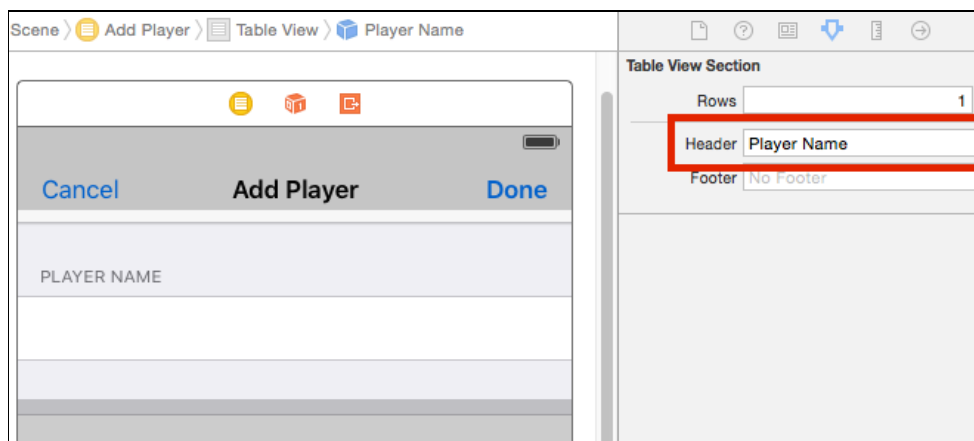 Scene 〉 Add Player 〉 Table View 〉 Player Name
Table View Section
Rows 1
Header Player Name
Footer No Footer
Cancel Add Player Done
PLAYER NAME